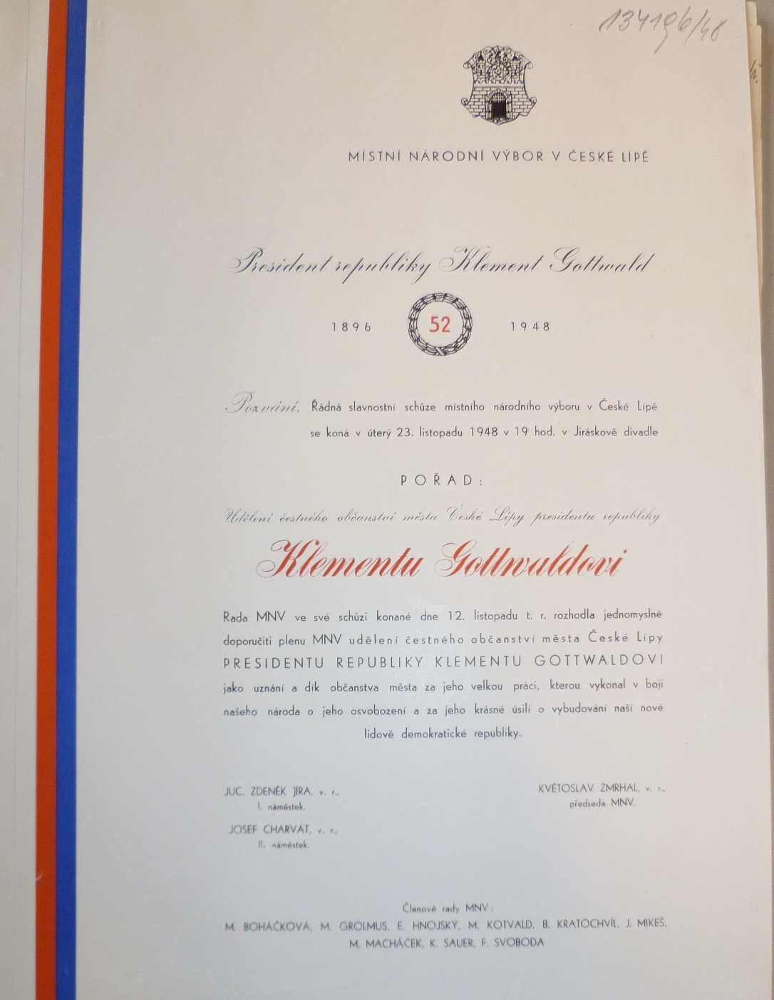 134196/48
MÍSTNÍ NÁRODNÍ VÝBOR V ČESKÉ LÍPĚ
President republiky Klement Gottwald
1896 52 1948
Pozvání. Řádná slavnostní schůze místního národního výboru v České Lípě
se koná v úterý 23. listopadu 1948 v 19 hod. v Jiráskově divadle
POŘAD:
Udělení čestného občanství města České Lípy presidentu republiky
Klementu Gottwaldovi
Rada MNV ve své schůzi konané dne 12. listopadu t. r. rozhodla jednomyslně
doporučiti plenu MNV udělení čestného občanství města České Lípy
PRESIDENTU REPUBLIKY KLEMENTU GOTTWALDOVI
jako uznání a dík občanstva města za jeho velkou práci, kterou vykonal v boji
našeho národa o jeho osvobození a za jeho krásné úsilí o vybudování naší nové
lidově demokratické republiky.
JUC. ZDENĚK JÍRA, v. r.,
I. náměstek.
KVĚTOSLAV ZMRHAL, v. r.,
předseda MNV.
JOSEF CHARVÁT, v. r.,
II. náměstek.
Členové rady MNV:
M. BOHÁČKOVÁ, M. GROLMUS, E. HNOJSKÝ, M. KOTVALD, B. KRATOCHVÍL, J. MIKEŠ,
M. MACHÁČEK, K. SAUER, F. SVOBODA